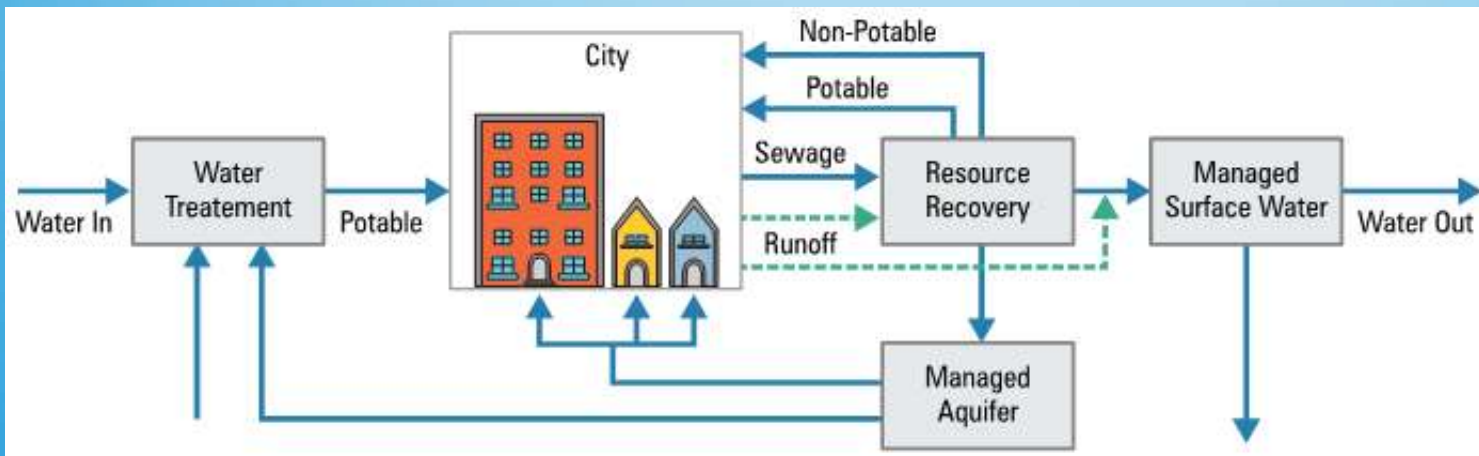 Non-Potable
City
Potable
Sewage
Water
Treatement
Resource
Recovery
Managed
Surface Water
Water In
Potable
Runoff
Water Out
Managed
Aquifer